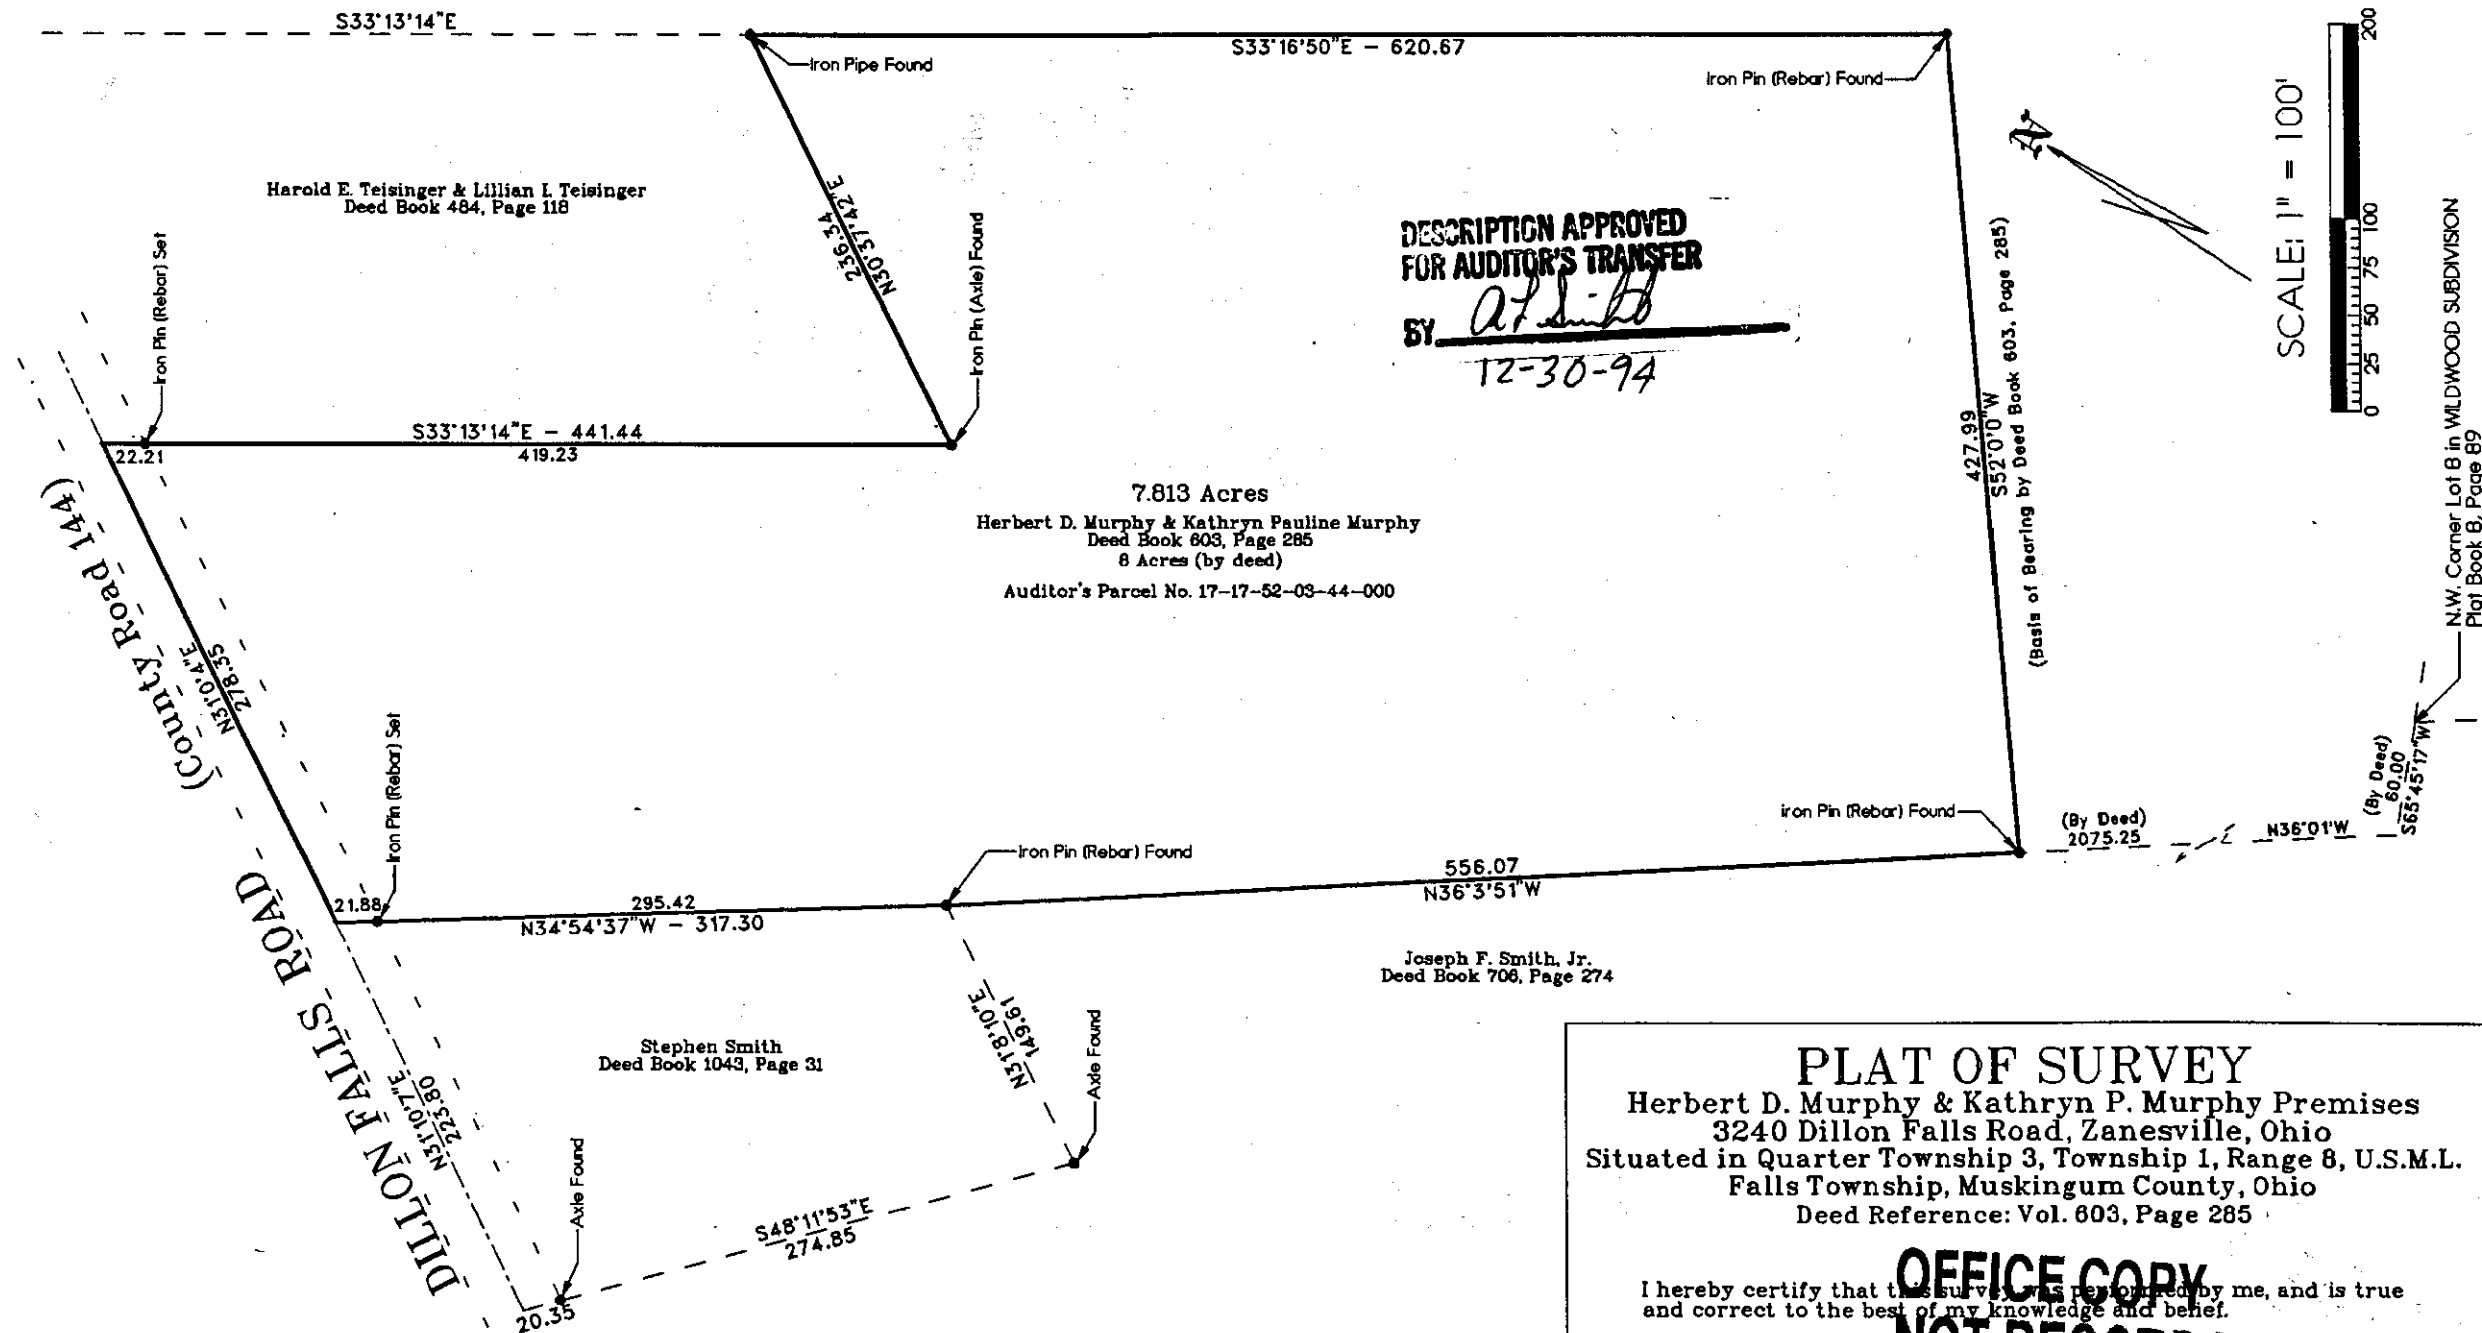 S33°13'14"E
Iron Pipe Found
S33°16'50"E - 620.67
Iron Pin (Rebar) Found
Harold E. Teisinger & Lillian I. Teisinger
Deed Book 484, Page 118
236.34
N30°37'42"E
Iron Pin (Rebar) Set
Iron Pin (Axle) Found
DESCRIPTION APPROVED
FOR AUDITOR'S TRANSFER
BY
12-30-94
427.99
S52°0'0"W
(Basis of Bearing by Deed Book 603, Page 285)
SCALE: 1" = 100'
0 25 50 75 100 200
N.W. Corner Lot 8 in WILDWOOD SUBDIVISION
Plat Book 8, Page 89
S33°13'14"E - 441.44
22.21
419.23
7.813 Acres
Herbert D. Murphy & Kathryn Pauline Murphy
Deed Book 603, Page 285
8 Acres (by deed)
Auditor's Parcel No. 17-17-52-03-44-000
(County Road 144)
N31°0'4"E
278.35
Iron Pin (Rebar) Set
Iron Pin (Rebar) Found
iron Pin (Rebar) Found
(By Deed)
2075.25
N36°01'W
(By Deed)
60.00
S65°45'17"W
21.88
295.42
N34°54'37"W - 317.30
556.07
N36°3'51"W
DILLON FALLS ROAD
Joseph F. Smith, Jr.
Deed Book 706, Page 274
N31°8'10"E
149.61
Axle Found
Stephen Smith
Deed Book 1043, Page 31
N31°10'7"E
223.80
Axle Found
S48°11'53"E
274.85
20.35
PLAT OF SURVEY
Herbert D. Murphy & Kathryn P. Murphy Premises
3240 Dillon Falls Road, Zanesville, Ohio
Situated in Quarter Township 3, Township 1, Range 8, U.S.M.L.
Falls Township, Muskingum County, Ohio
Deed Reference: Vol. 603, Page 285
OFFICE COPY
I hereby certify that this survey was performed by me, and is true
and correct to the best of my knowledge and belief.
NOT